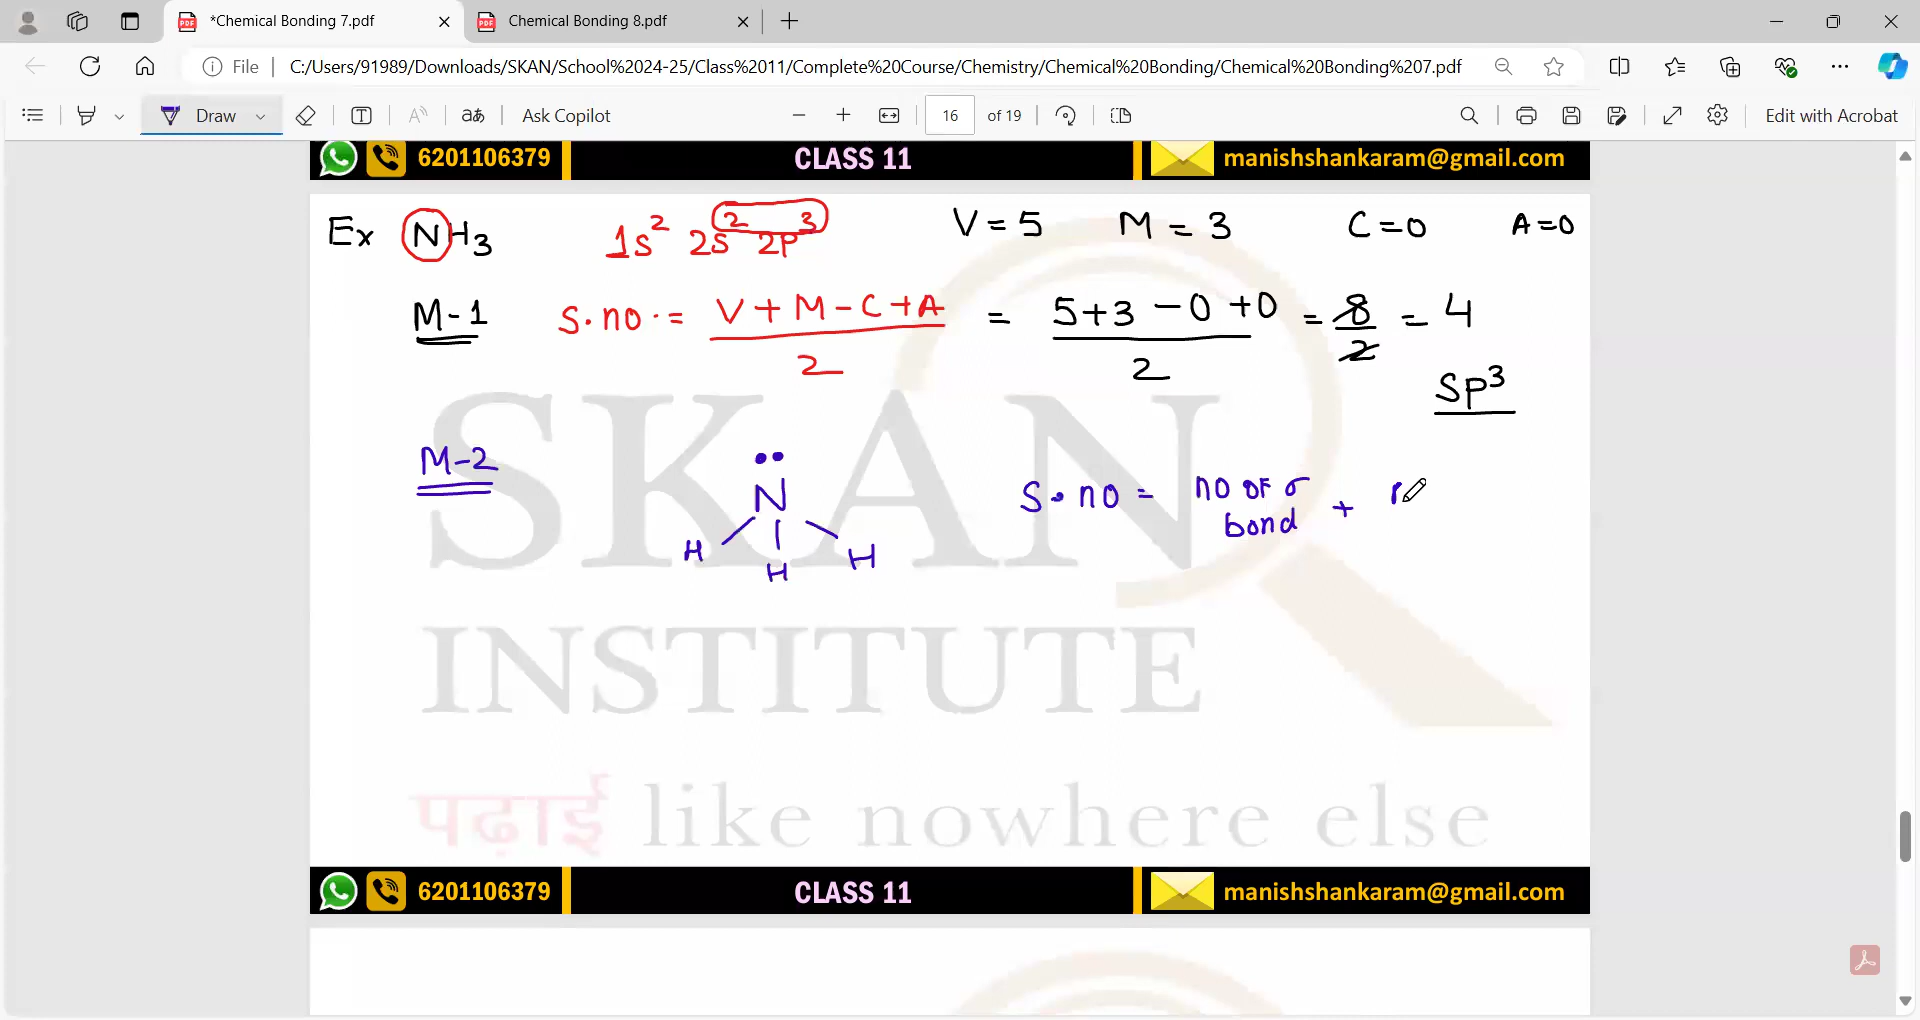 *Chemical Bonding 7.pdf
Chemical Bonding 8.pdf
File
C:/Users/91989/Downloads/SKAN/School%2024-25/Class%2011/Complete%20Course/Chemistry/Chemical%20Bonding/Chemical%20Bonding%207.pdf
Draw
aあ
Ask Copilot
16 of 19
Edit with Acrobat
6201106379 CLASS 11 manishshankaram@gmail.com
Ex NH3 1s² 2s² 2p³ V = 5 M = 3 C = 0 A = 0
M-1 S.no. = V + M - C + A / 2 = 5+3 - 0 + 0 / 2 = 8/2 = 4
sp³
M-2 •• N H H H S.no = no of σ bond +
SKAN
INSTITUTE
पढ़ाई like nowhere else
6201106379 CLASS 11 manishshankaram@gmail.com